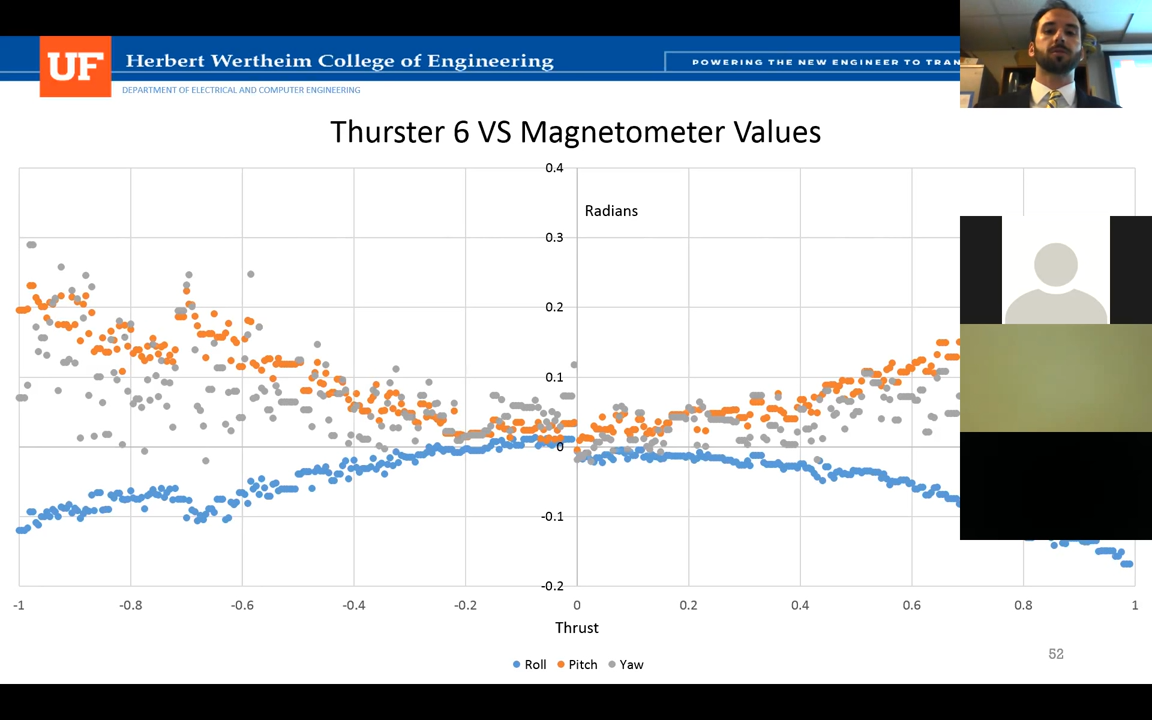 UF
Herbert Wertheim College of Engineering
POWERING THE NEW ENGINEER TO TRAN
DEPARTMENT OF ELECTRICAL AND COMPUTER ENGINEERING
Thurster 6 VS Magnetometer Values
0.4
Radians
0.3
0.2
0.1
0
-0.1
-0.2
-1 -0.8 -0.6 -0.4 -0.2 0 0.2 0.4 0.6 0.8 1
Thrust
Roll Pitch Yaw
52